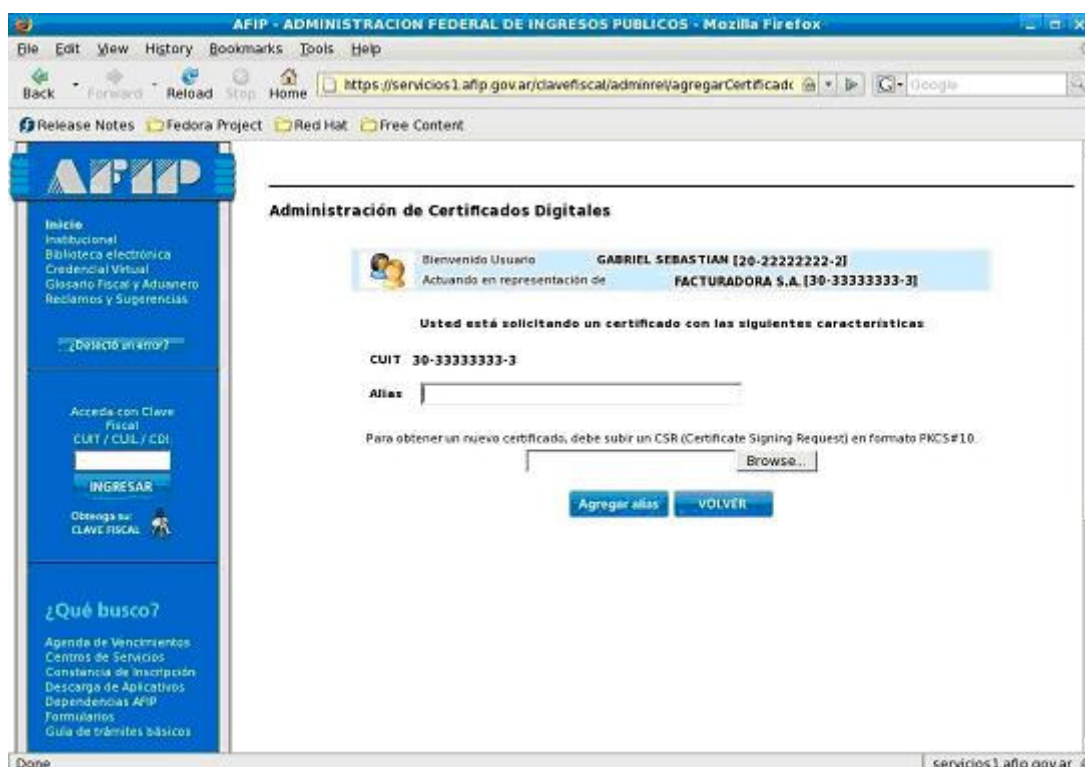 AFIP - ADMINISTRACION FEDERAL DE INGRESOS PUBLICOS - Mozilla Firefox
File Edit View History Bookmarks Tools Help
Back Forward Reload Stop Home https://servicios1.afip.gov.ar/clavefiscal/adminrel/agregarCertificado Google
Release Notes Fedora Project Red Hat Free Content
AFIP
Inicio
Institucional
Biblioteca electrónica
Credencial Virtual
Glosario Fiscal y Aduanero
Reclamos y Sugerencias
¿Detectó un error?
Acceda con Clave
Fiscal
CUIT / CUIL / CDI
INGRESAR
Obtenga su
CLAVE FISCAL
¿Qué busco?
Agenda de Vencimientos
Centros de Servicios
Constancia de Inscripción
Descarga de Aplicativos
Dependencias AFIP
Formularios
Guía de trámites básicos
Administración de Certificados Digitales
Bienvenido Usuario GABRIEL SEBASTIAN [20-22222222-2]
Actuando en representación de FACTURADORA S.A. [30-33333333-3]
Usted está solicitando un certificado con las siguientes características
CUIT 30-33333333-3
Alias
Para obtener un nuevo certificado, debe subir un CSR (Certificate Signing Request) en formato PKCS#10.
Browse...
Agregar alias VOLVER
Done servicios1.afip.gov.ar